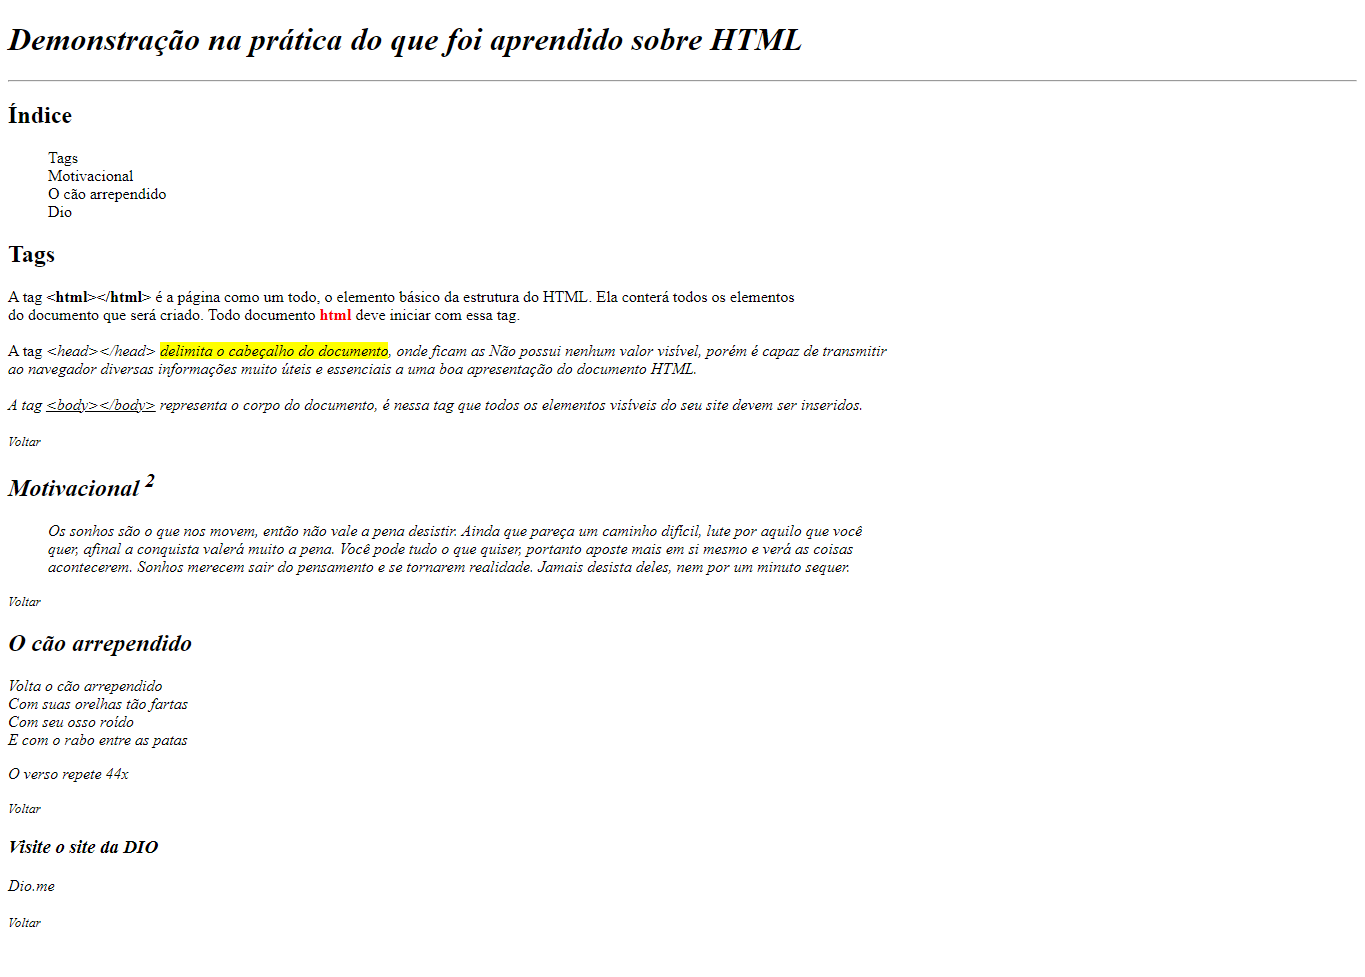 Demonstração na prática do que foi aprendido sobre HTML
Índice
Tags
Motivacional
O cão arrependido
Dio
Tags
A tag <html></html> é a página como um todo, o elemento básico da estrutura do HTML. Ela conterá todos os elementos
do documento que será criado. Todo documento html deve iniciar com essa tag.
A tag <head></head> delimita o cabeçalho do documento, onde ficam as Não possui nenhum valor visível, porém é capaz de transmitir
ao navegador diversas informações muito úteis e essenciais a uma boa apresentação do documento HTML.
A tag <body></body> representa o corpo do documento, é nessa tag que todos os elementos visíveis do seu site devem ser inseridos.
Voltar
Motivacional 2
Os sonhos são o que nos movem, então não vale a pena desistir. Ainda que pareça um caminho difícil, lute por aquilo que você
quer, afinal a conquista valerá muito a pena. Você pode tudo o que quiser, portanto aposte mais em si mesmo e verá as coisas
acontecerem. Sonhos merecem sair do pensamento e se tornarem realidade. Jamais desista deles, nem por um minuto sequer.
Voltar
O cão arrependido
Volta o cão arrependido
Com suas orelhas tão fartas
Com seu osso roído
E com o rabo entre as patas
O verso repete 44x
Voltar
Visite o site da DIO
Dio.me
Voltar